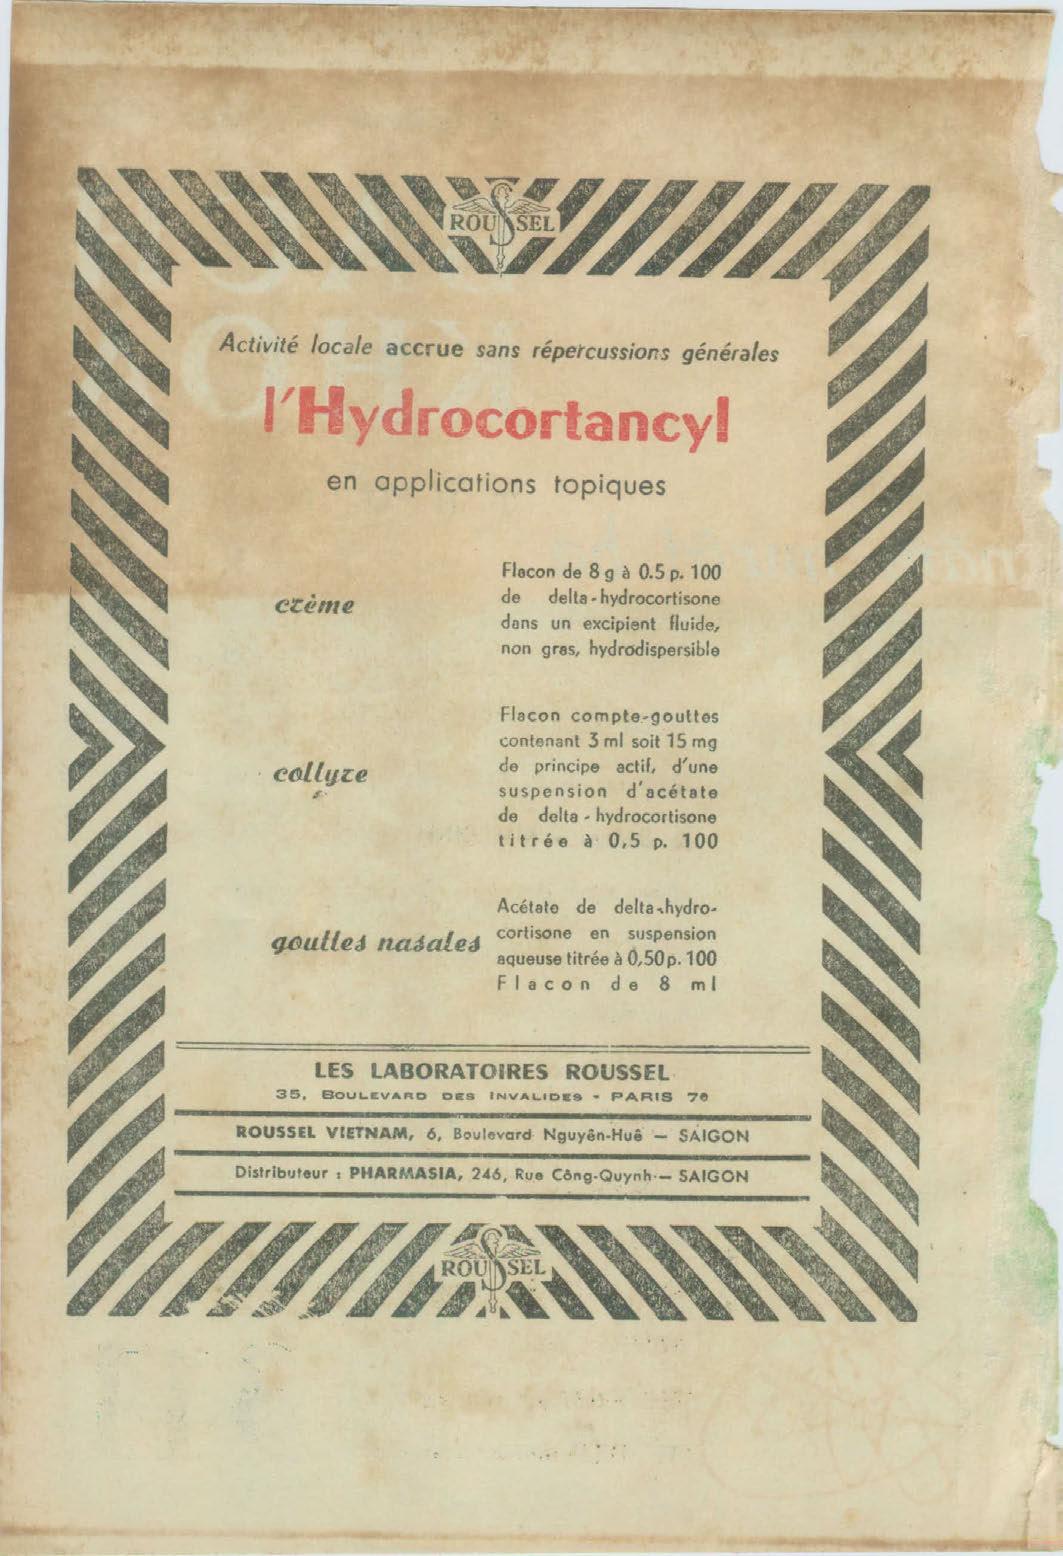 ROUSSEL
Activité locale accrue sans répercussions générales
l'Hydrocortancyl
en applications topiques
crème
Flacon de 8 g à 0.5 p. 100
de delta-hydrocortisone
dans un excipient fluide,
non gras, hydrodispersible
collyre
Flacon compte-gouttes
contenant 3 ml soit 15 mg
de principe actif, d'une
suspension d'acétate
de delta-hydrocortisone
titrée à 0,5 p. 100
gouttes nasales
Acétate de delta-hydro-
cortisone en suspension
aqueuse titrée à 0,50 p. 100
Flacon de 8 ml
LES LABORATOIRES ROUSSEL
35, BOULEVARD DES INVALIDES - PARIS 7e
ROUSSEL VIETNAM, 6, Boulevard Nguyên-Huê — SAIGON
Distributeur : PHARMASIA, 246, Rue Công-Quynh — SAIGON
ROUSSEL